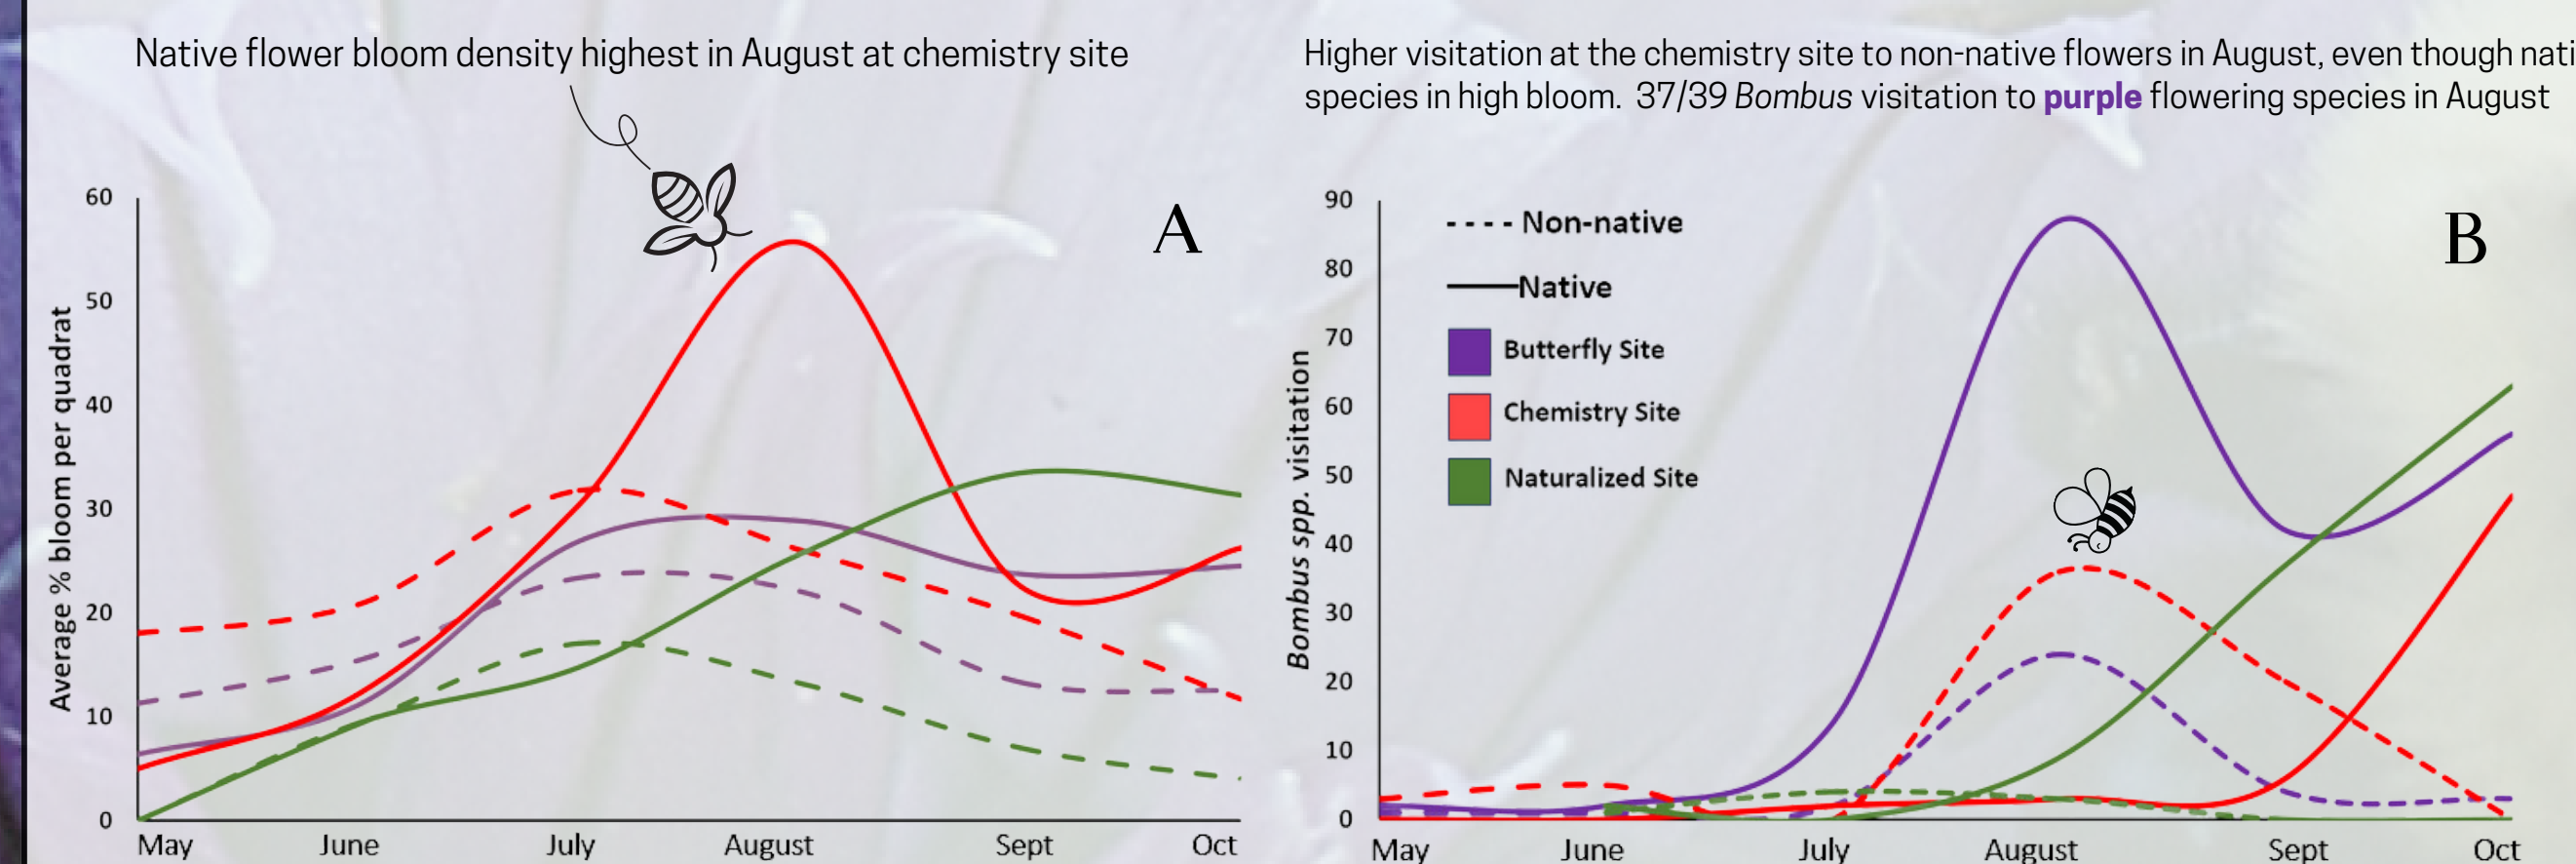 Native flower bloom density highest in August at chemistry site
A
Average % bloom per quadrat
60
50
40
30
20
10
0
May June July August Sept Oct
Higher visitation at the chemistry site to non-native flowers in August, even though nati
species in high bloom. 37/39 Bombus visitation to purple flowering species in August
B
Bombus spp. visitation
90
80
70
60
50
40
30
20
10
0
Non-native
Native
Butterfly Site
Chemistry Site
Naturalized Site
May June July August Sept Oct